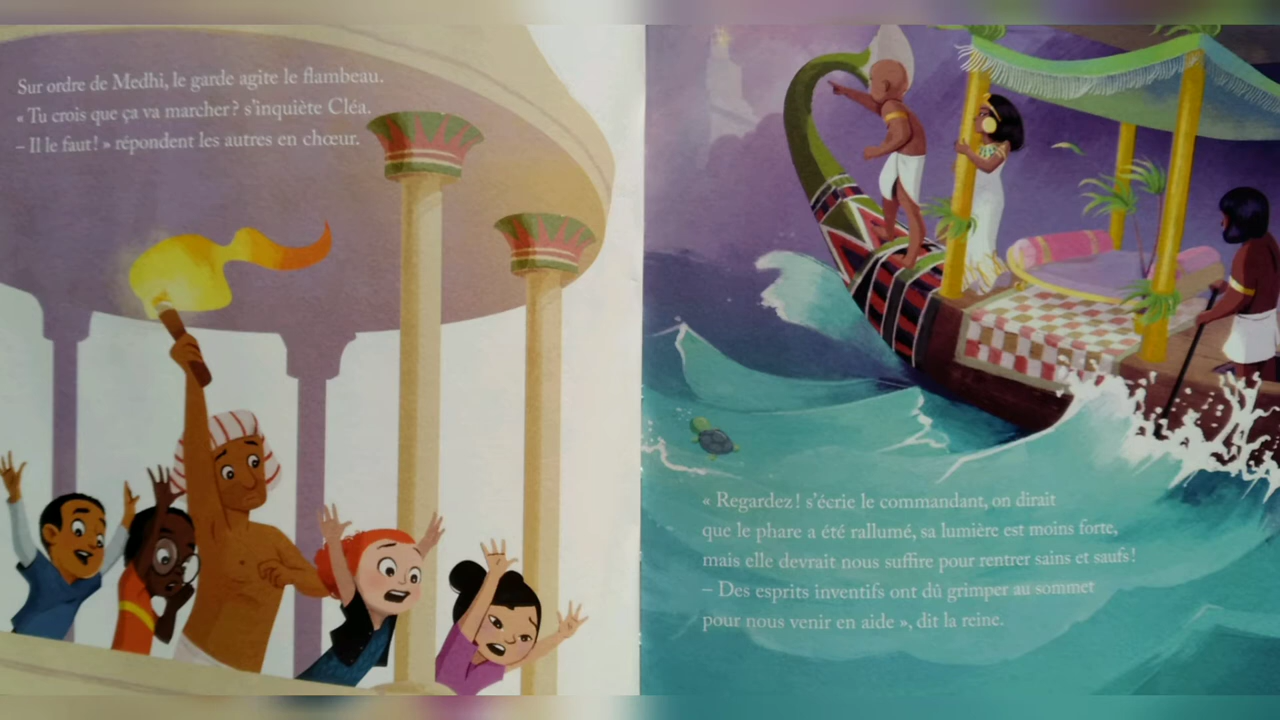 Sur ordre de Medhi, le garde agite le flambeau.
« Tu crois que ça va marcher ? s'inquiète Cléa.
– Il le faut ! » répondent les autres en chœur.
« Regardez ! s'écrie le commandant, on dirait
que le phare a été rallumé, sa lumière est moins forte,
mais elle devrait nous suffire pour rentrer sains et saufs !
– Des esprits inventifs ont dû grimper au sommet
pour nous venir en aide », dit la reine.